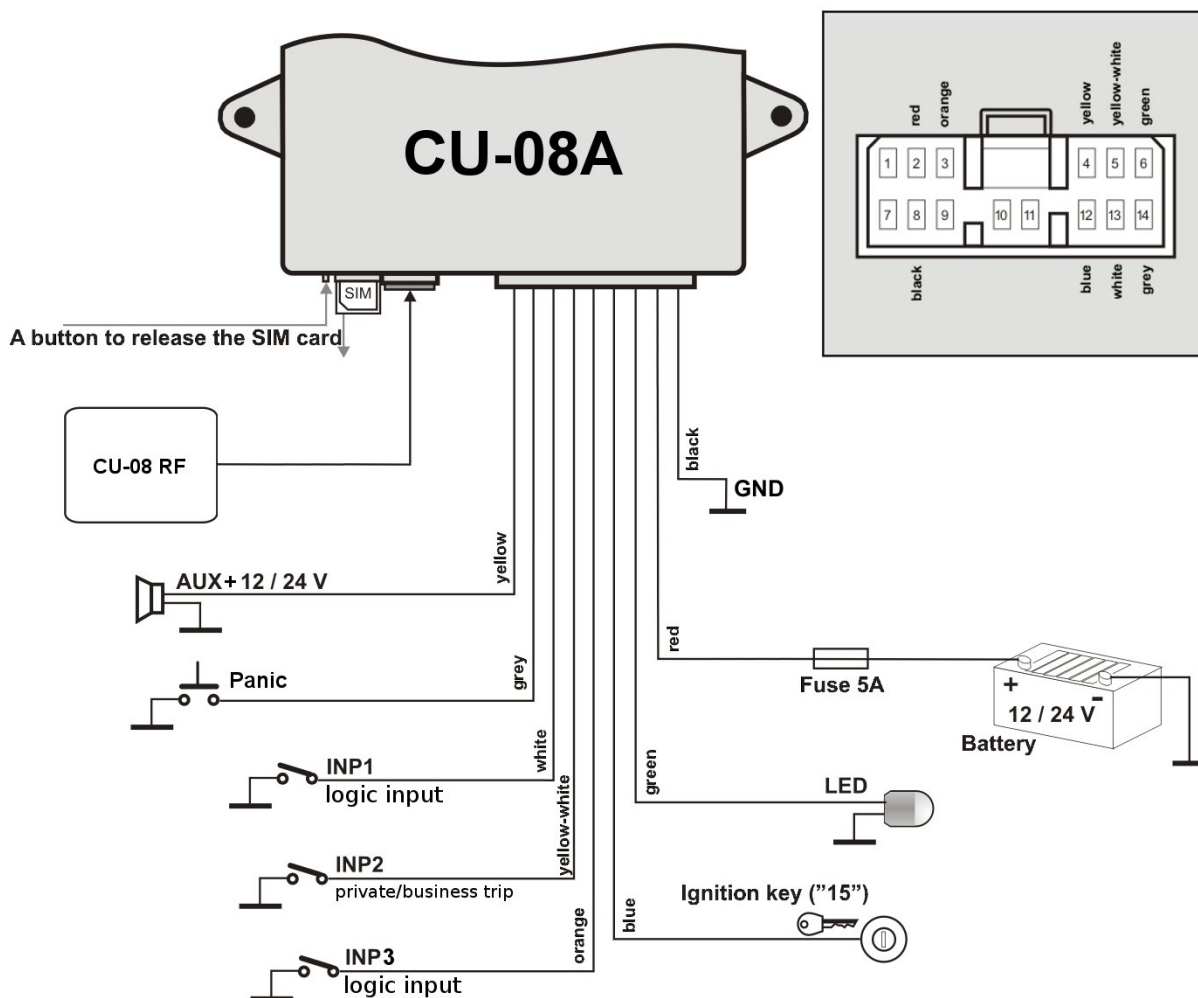 CU-08A
SIM
A button to release the SIM card
CU-08 RF
red
orange
yellow
yellow-white
green
1
2
3
4
5
6
7
8
9
10
11
12
13
14
black
blue
white
grey
black
GND
yellow
AUX+ 12 / 24 V
grey
Panic
red
Fuse 5A
+
-
12 / 24 V
Battery
white
INP1
logic input
green
LED
yellow-white
INP2
private/business trip
blue
Ignition key (”15”)
orange
INP3
logic input